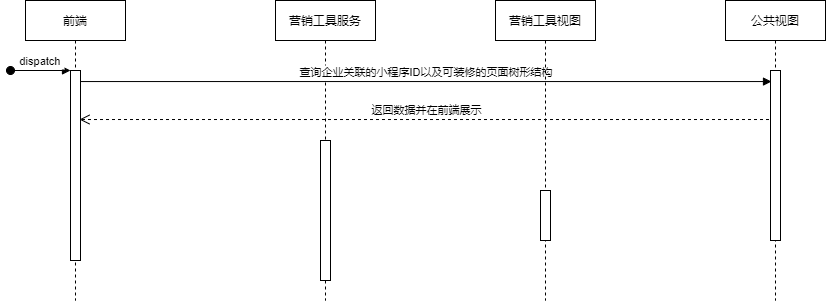 前端
营销工具服务
营销工具视图
公共视图
dispatch
查询企业关联的小程序ID以及可装修的页面树形结构
返回数据并在前端展示